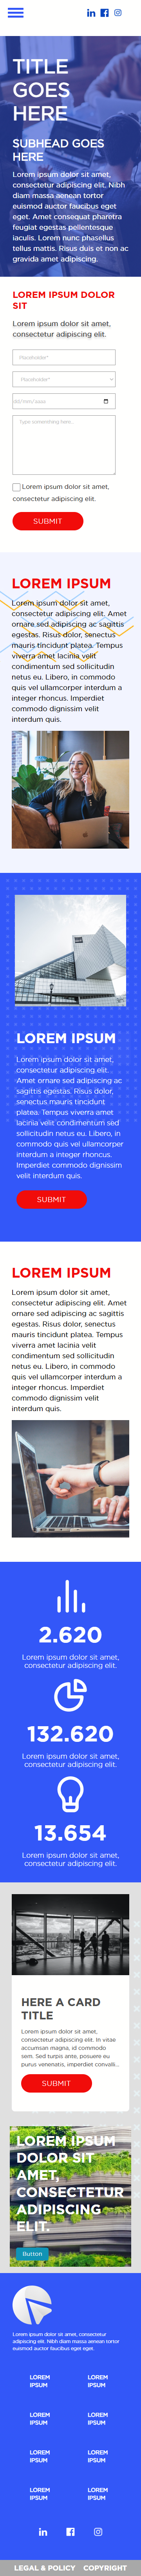 TITLE
GOES
HERE
SUBHEAD GOES
HERE
Lorem ipsum dolor sit amet,
consectetur adipiscing elit. Nibh
diam massa aenean tortor
euismod auctor faucibus eget
eget. Amet consequat pharetra
feugiat egestas pellentesque
iaculis. Lorem nunc phasellus
tellus mattis. Risus duis et non ac
gravida amet adipiscing.
LOREM IPSUM DOLOR
SIT
Lorem ipsum dolor sit amet,
consectetur adipiscing elit.
Placeholder*
Placeholder*
dd/mm/aaaa
Type something here...
Lorem ipsum dolor sit amet,
consectetur adipiscing elit.
SUBMIT
LOREM IPSUM
Lorem ipsum dolor sit amet,
consectetur adipiscing elit. Amet
ornare sed adipiscing ac sagittis
egestas. Risus dolor, senectus
mauris tincidunt platea. Tempus
viverra amet lacinia velit
condimentum sed sollicitudin
netus eu. Libero, in commodo
quis vel ullamcorper interdum a
integer rhoncus. Imperdiet
commodo dignissim velit
interdum quis.
LOREM IPSUM
Lorem ipsum dolor sit amet,
consectetur adipiscing elit.
Amet ornare sed adipiscing ac
sagittis egestas. Risus dolor,
senectus mauris tincidunt
platea. Tempus viverra amet
lacinia velit condimentum sed
sollicitudin netus eu. Libero, in
commodo quis vel ullamcorper
interdum a integer rhoncus.
Imperdiet commodo dignissim
velit interdum quis.
SUBMIT
LOREM IPSUM
Lorem ipsum dolor sit amet,
consectetur adipiscing elit. Amet
ornare sed adipiscing ac sagittis
egestas. Risus dolor, senectus
mauris tincidunt platea. Tempus
viverra amet lacinia velit
condimentum sed sollicitudin
netus eu. Libero, in commodo
quis vel ullamcorper interdum a
integer rhoncus. Imperdiet
commodo dignissim velit
interdum quis.
2.620
Lorem ipsum dolor sit amet,
consectetur adipiscing elit.
132.620
Lorem ipsum dolor sit amet,
consectetur adipiscing elit.
13.654
Lorem ipsum dolor sit amet,
consectetur adipiscing elit.
HERE A CARD
TITLE
Lorem ipsum dolor sit amet,
consectetur adipiscing elit. In vitae
accumsan magna, id commodo
sem. Sed turpis ante, posuere eu
purus venenatis, imperdiet convalli...
SUBMIT
LOREM IPSUM
DOLOR SIT
AMET,
CONSECTETUR
ADIPISCING
ELIT.
Button
Lorem ipsum dolor sit amet, consectetur
adipiscing elit. Nibh diam massa aenean tortor
euismod auctor faucibus eget eget.
LOREM
IPSUM
LOREM
IPSUM
LOREM
IPSUM
LOREM
IPSUM
LOREM
IPSUM
LOREM
IPSUM
LOREM
IPSUM
LOREM
IPSUM
LEGAL & POLICY COPYRIGHT